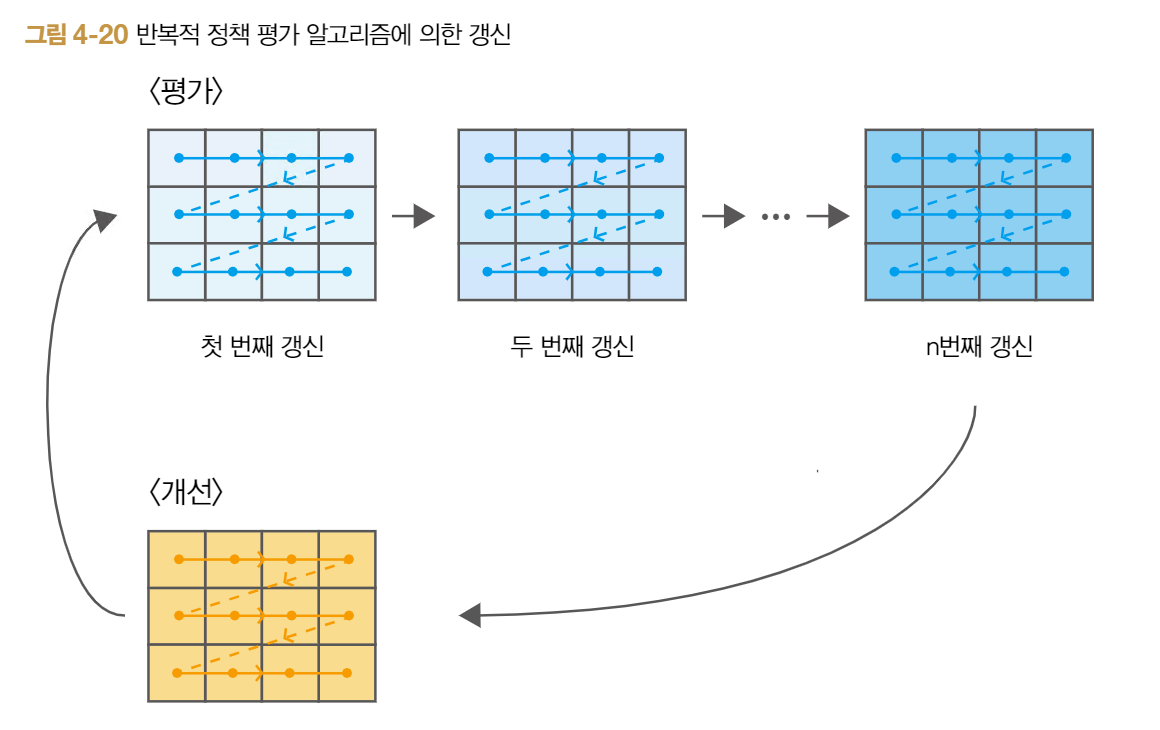 그림 4-20 반복적 정책 평가 알고리즘에 의한 갱신
〈평가〉
첫 번째 갱신
두 번째 갱신
n번째 갱신
〈개선〉